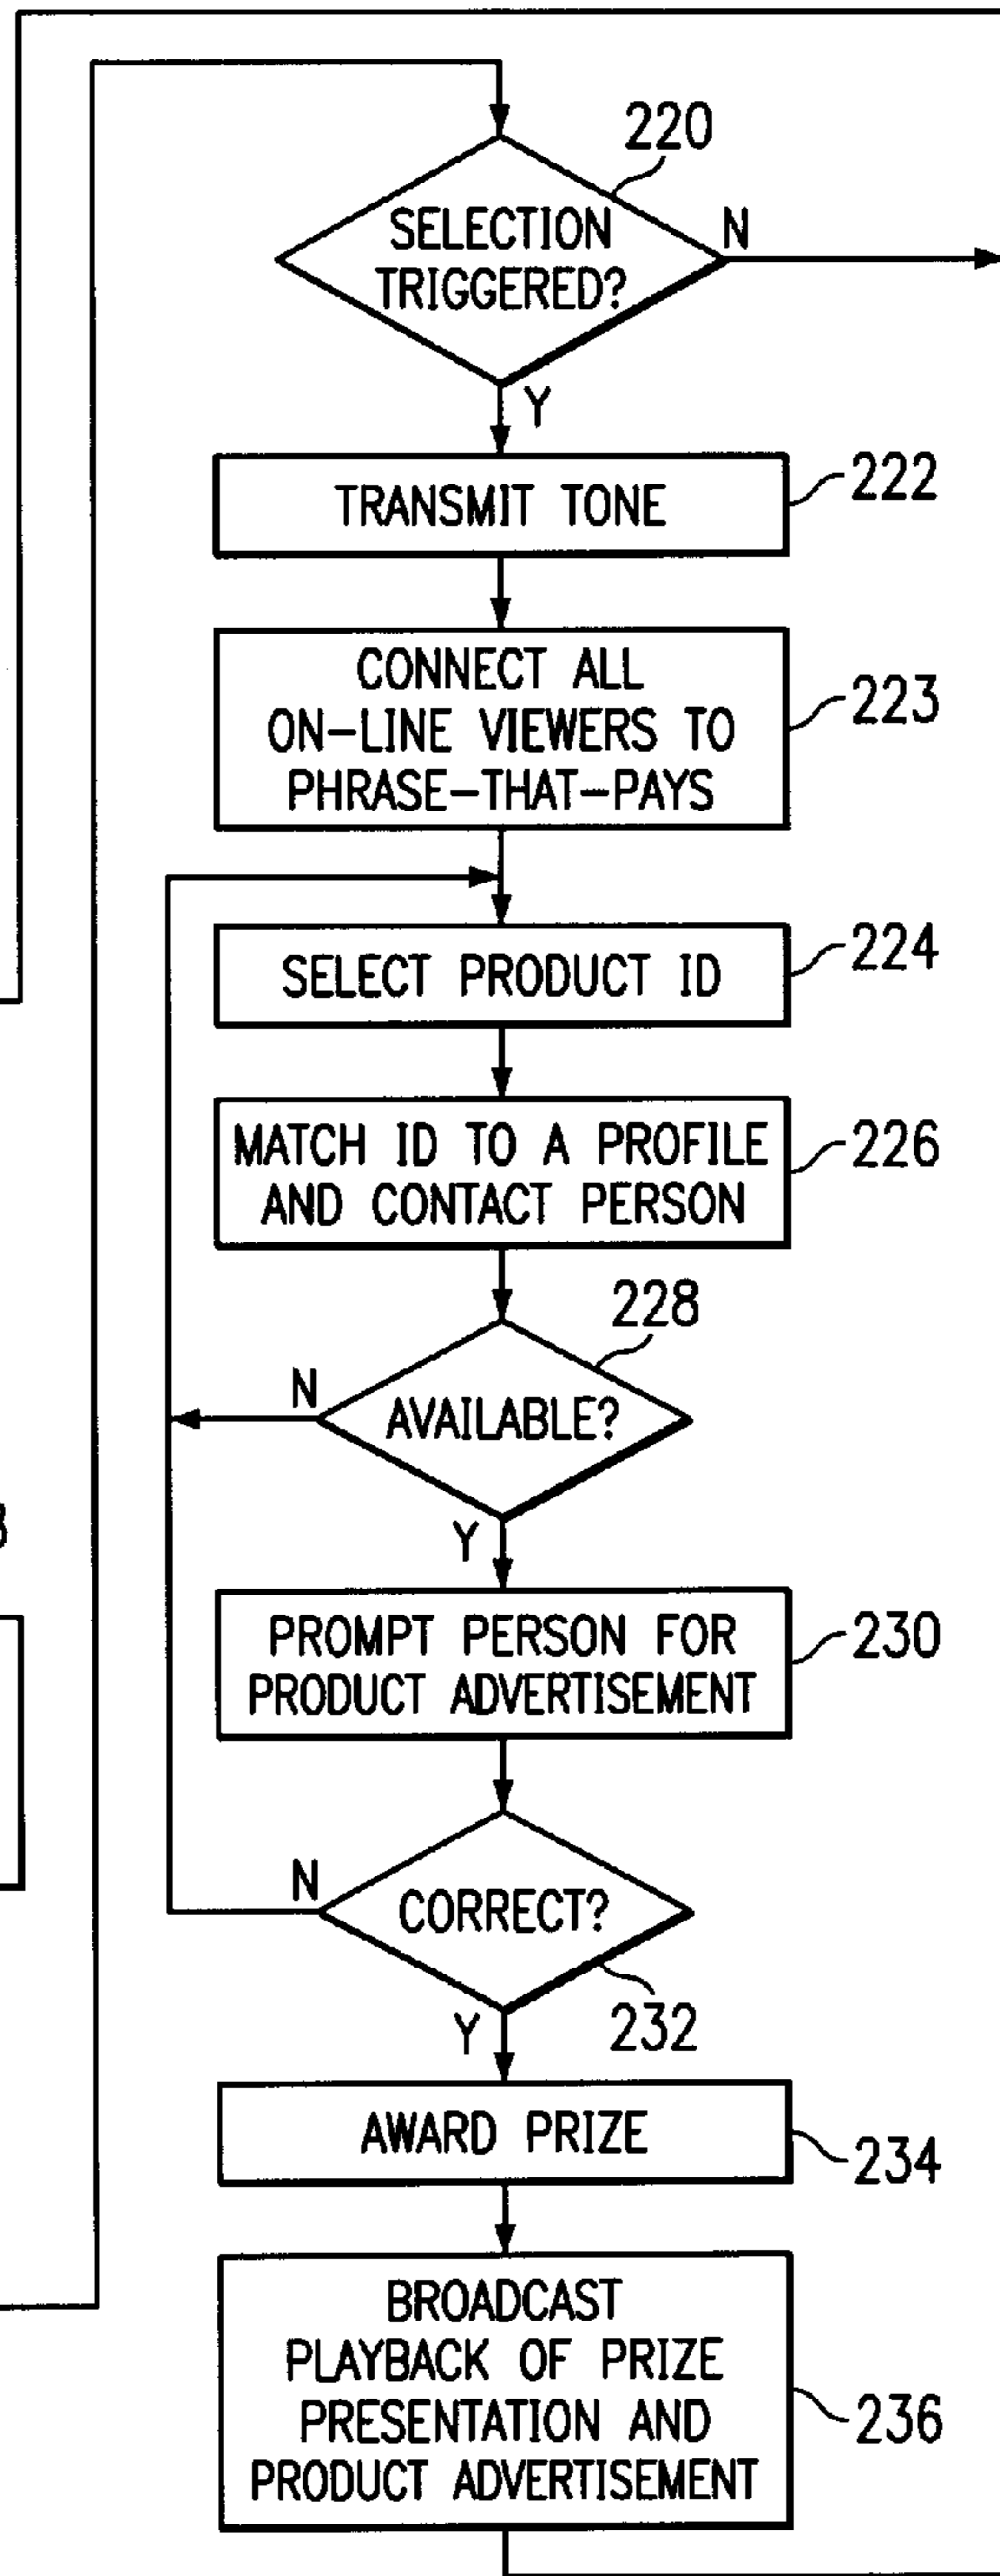 220
SELECTION
TRIGGERED?
N
Y
TRANSMIT TONE
222
CONNECT ALL
ON-LINE VIEWERS TO
PHRASE-THAT-PAYS
223
SELECT PRODUCT ID
224
MATCH ID TO A PROFILE
AND CONTACT PERSON
226
228
N
AVAILABLE?
Y
PROMPT PERSON FOR
PRODUCT ADVERTISEMENT
230
N
CORRECT?
232
Y
AWARD PRIZE
234
BROADCAST
PLAYBACK OF PRIZE
PRESENTATION AND
PRODUCT ADVERTISEMENT
236